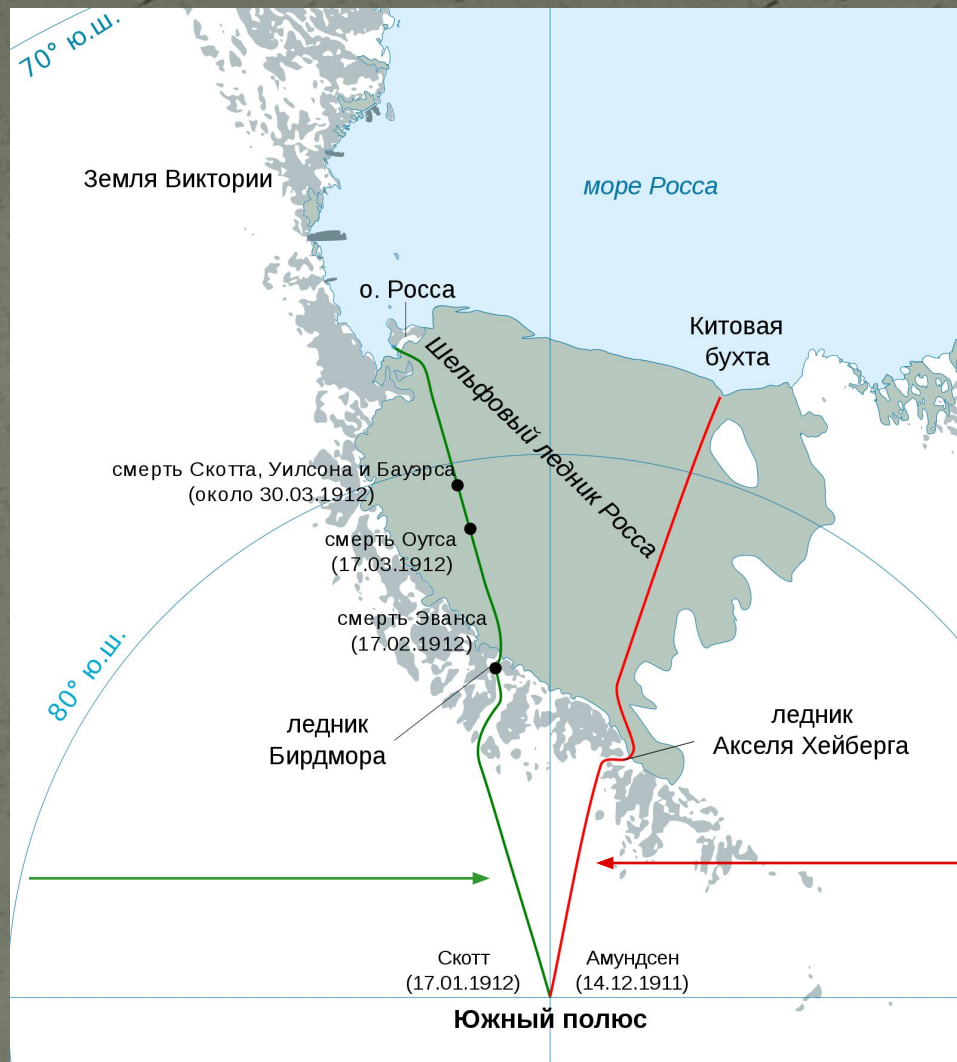 70° ю.ш.
Земля Виктории
море Росса
о. Росса
Китовая
бухта
Шельфовый ледник Росса
смерть Скотта, Уилсона и Бауэрса
(около 30.03.1912)
смерть Оутса
(17.03.1912)
смерть Эванса
(17.02.1912)
80° ю.ш.
ледник
Бирдмора
ледник
Акселя Хейберга
Скотт
(17.01.1912)
Амундсен
(14.12.1911)
Южный полюс